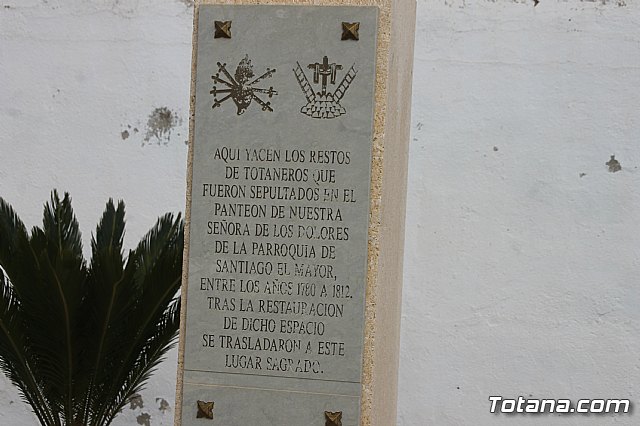 AQUI YACEN LOS RESTOS
DE TOTANEROS QUE
FUERON SEPULTADOS EN EL
PANTEON DE NUESTRA
SEÑORA DE LOS DOLORES
DE LA PARROQUIA DE
SANTIAGO EL MAYOR,
ENTRE LOS AÑOS 1760 A 1812.
TRAS LA RESTAURACION
DE DICHO ESPACIO
SE TRASLADARON A ESTE
LUGAR SAGRADO.
Totana.com